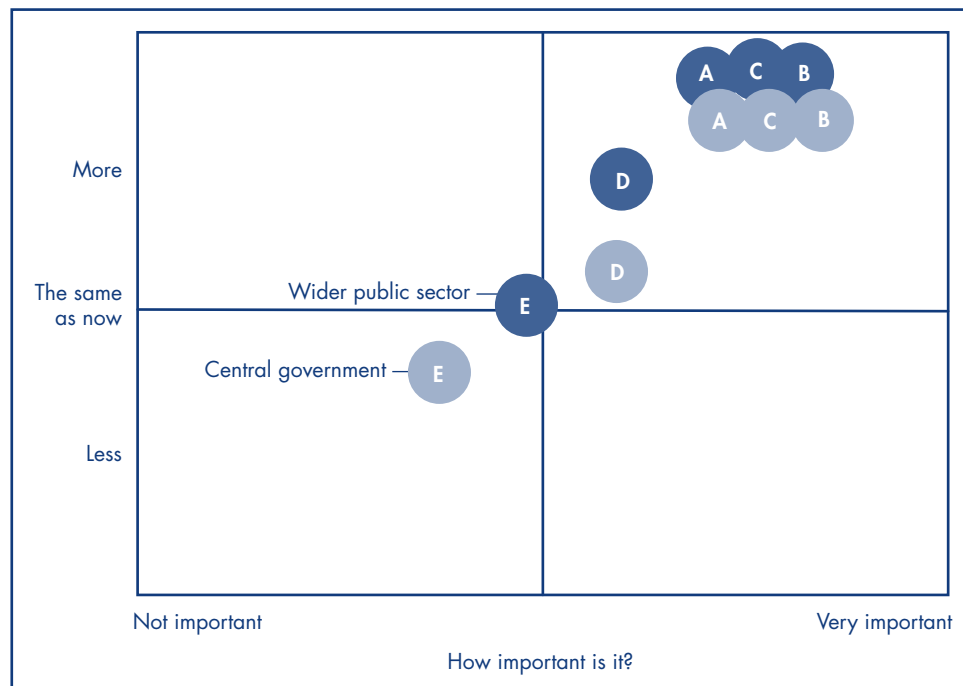 A C B
A C B
More
D
D
The same
as now
Wider public sector
E
Central government
E
Less
Not important
Very important
How important is it?